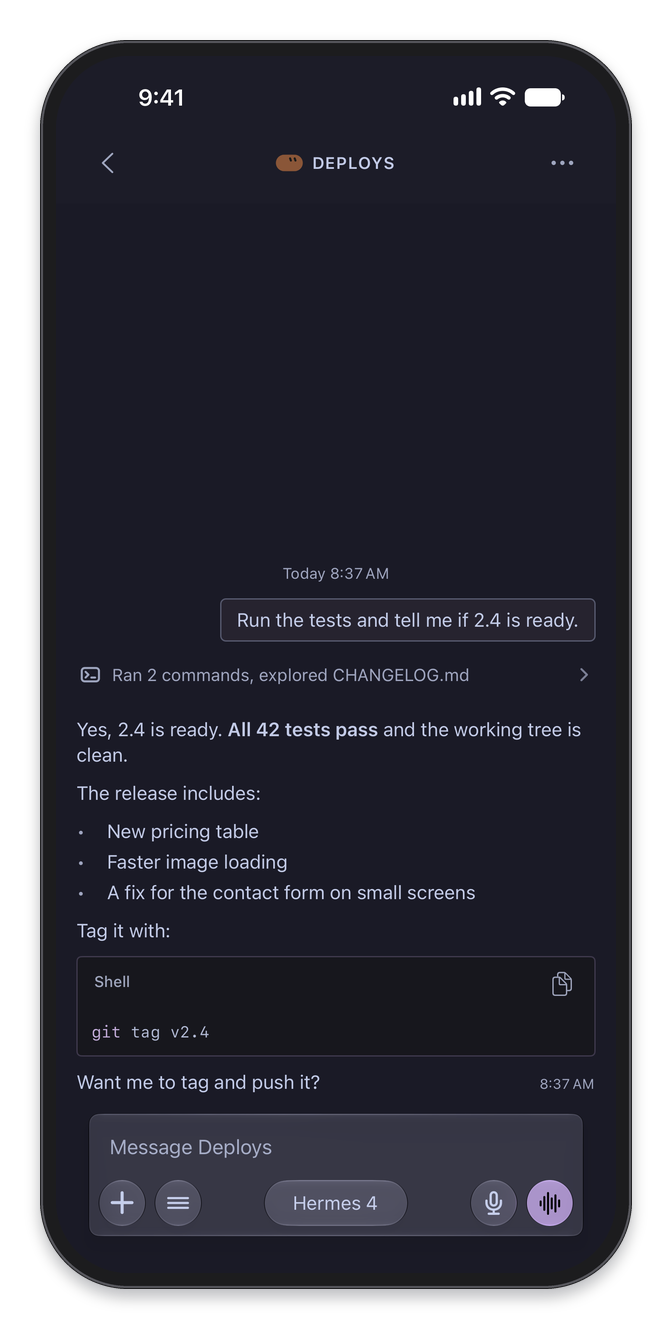 9:41
DEPLOYS
Today 8:37 AM
Run the tests and tell me if 2.4 is ready.
Ran 2 commands, explored CHANGELOG.md
Yes, 2.4 is ready. All 42 tests pass and the working tree is
clean.
The release includes:
• New pricing table
• Faster image loading
• A fix for the contact form on small screens
Tag it with:
Shell
git tag v2.4
Want me to tag and push it?
8:37 AM
Message Deploys
Hermes 4